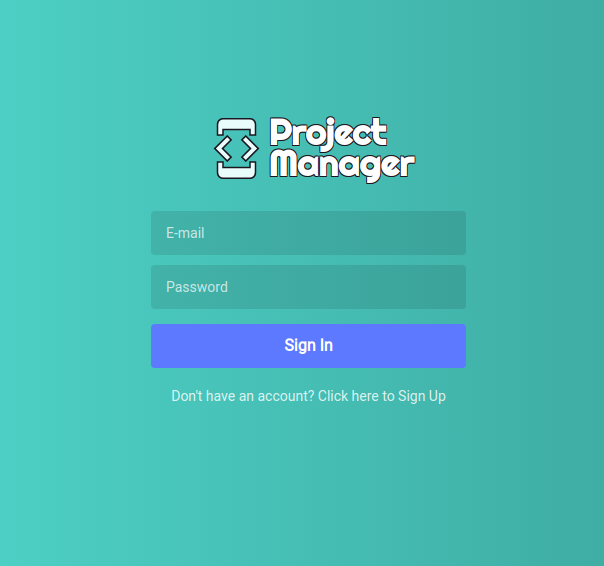 Project
Manager
E-mail
Password
Sign In
Don't have an account? Click here to Sign Up